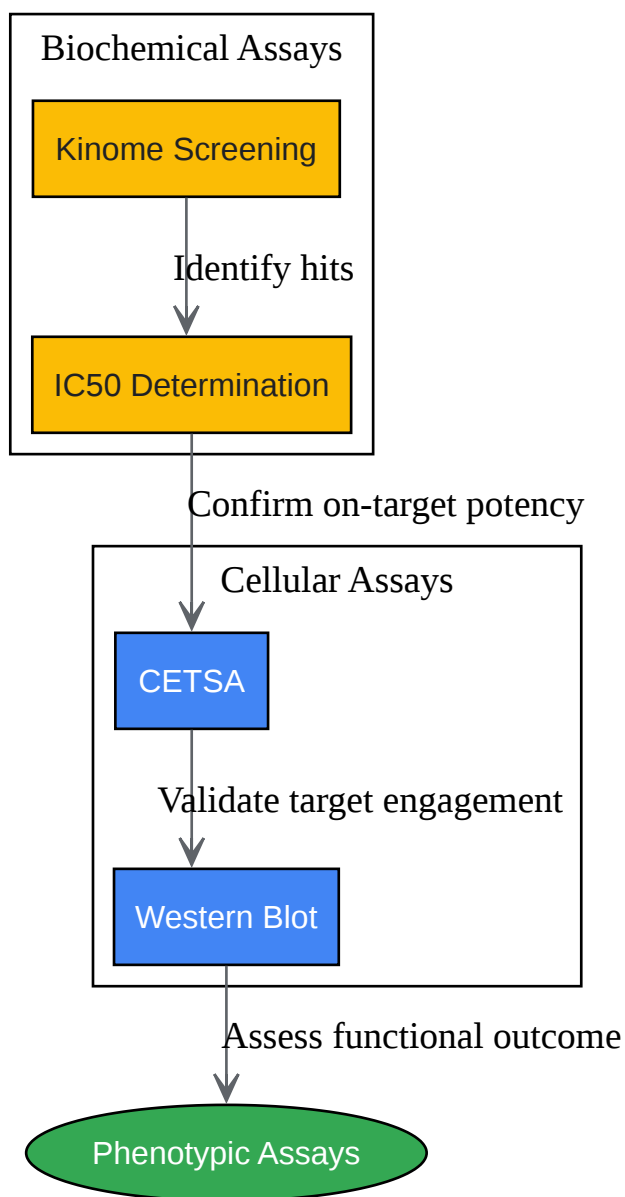 Biochemical Assays
Kinome Screening
Identify hits
IC50 Determination
Confirm on-target potency
Cellular Assays
CETSA
Validate target engagement
Western Blot
Assess functional outcome
Phenotypic Assays